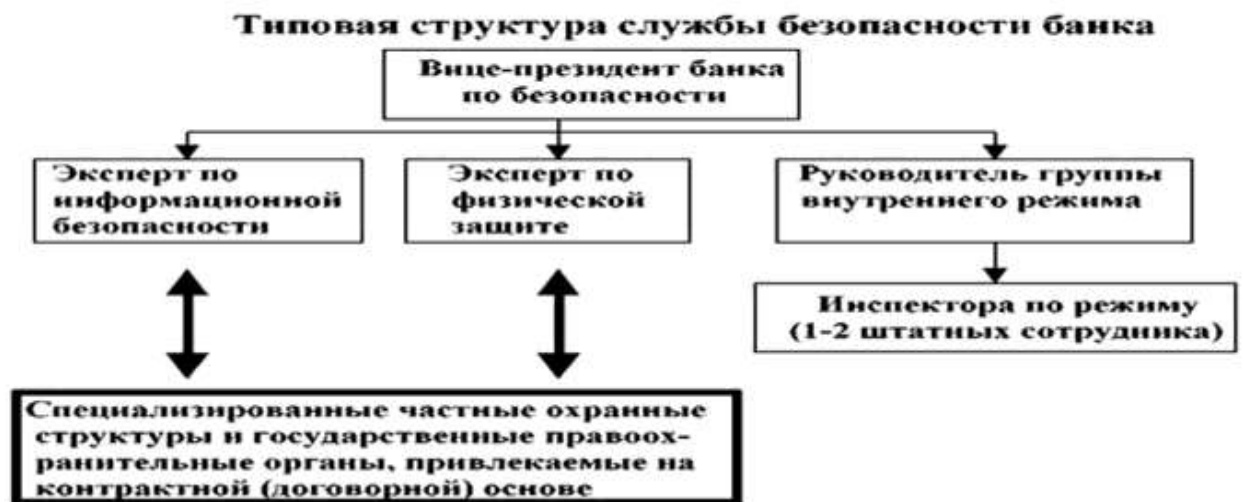 Типовая структура службы безопасности банка
Вице-президент банка
по безопасности
Эксперт по
информационной
безопасности
Эксперт по
физической
защите
Руководитель группы
внутреннего режима
Инспектора по режиму
(1-2 штатных сотрудника)
Специализированные частные охранные
структуры и государственные правоох-
ранительные органы, привлекаемые на
контрактной (договорной) основе